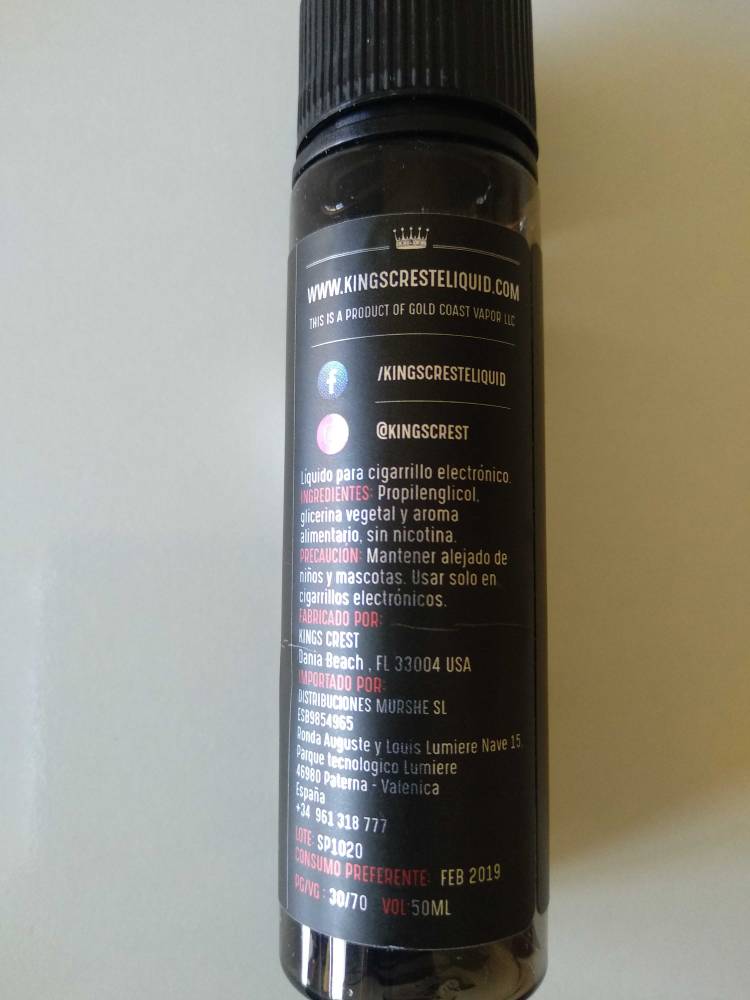 WWW.KINGSCRESTELIQUID.COM
THIS IS A PRODUCT OF GOLD COAST VAPOR LLC
/KINGSCRESTELIQUID
@KINGSCREST
Líquido para cigarrillo electrónico.
INGREDIENTES: Propilenglicol,
glicerina vegetal y aroma
alimentario, sin nicotina.
PRECAUCIÓN: Mantener alejado de
niños y mascotas. Usar solo en
cigarrillos electrónicos.
FABRICADO POR:
KINGS CREST
Dania Beach , FL 33004 USA
IMPORTADO POR:
DISTRIBUCIONES MURSHE SL
ESB9854965
Ronda Auguste y Louis Lumiere Nave 15,
Parque tecnologico Lumiere
46980 Paterna - Valenica
España
+34 961 318 777
LOTE: SP1020
CONSUMO PREFERENTE: FEB 2019
PG/VG : 30/70 VOL:50ML